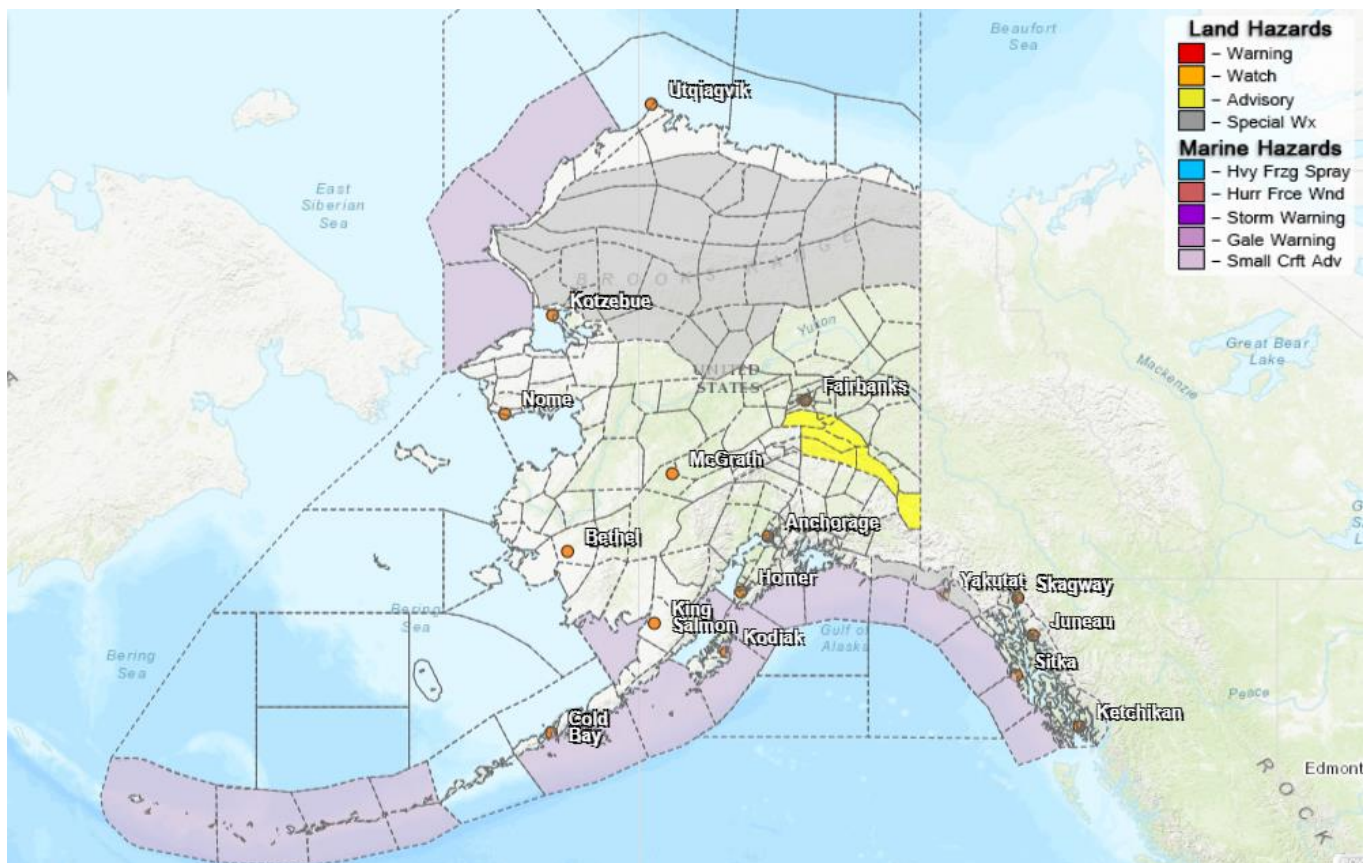 Land Hazards
– Warning
– Watch
– Advisory
– Special Wx
Marine Hazards
– Hvy Frzg Spray
– Hurr Frce Wnd
– Storm Warning
– Gale Warning
– Small Crft Adv
Beaufort
Sea
Utqiagvik
East
Siberian
Sea
BROOKS RANGE
Kotzebue
Yukon
Mackenzie
Great Bear
Lake
UNITED
STATES
Fairbanks
Nome
McGrath
Anchorage
Bethel
Homer
Yakutat
Skagway
Bering
Sea
King
Salmon
Kodiak
Gulf of
Alaska
Juneau
Bering
Sea
Sitka
Peace
Cold
Bay
Ketchikan
Edmont
ROCK